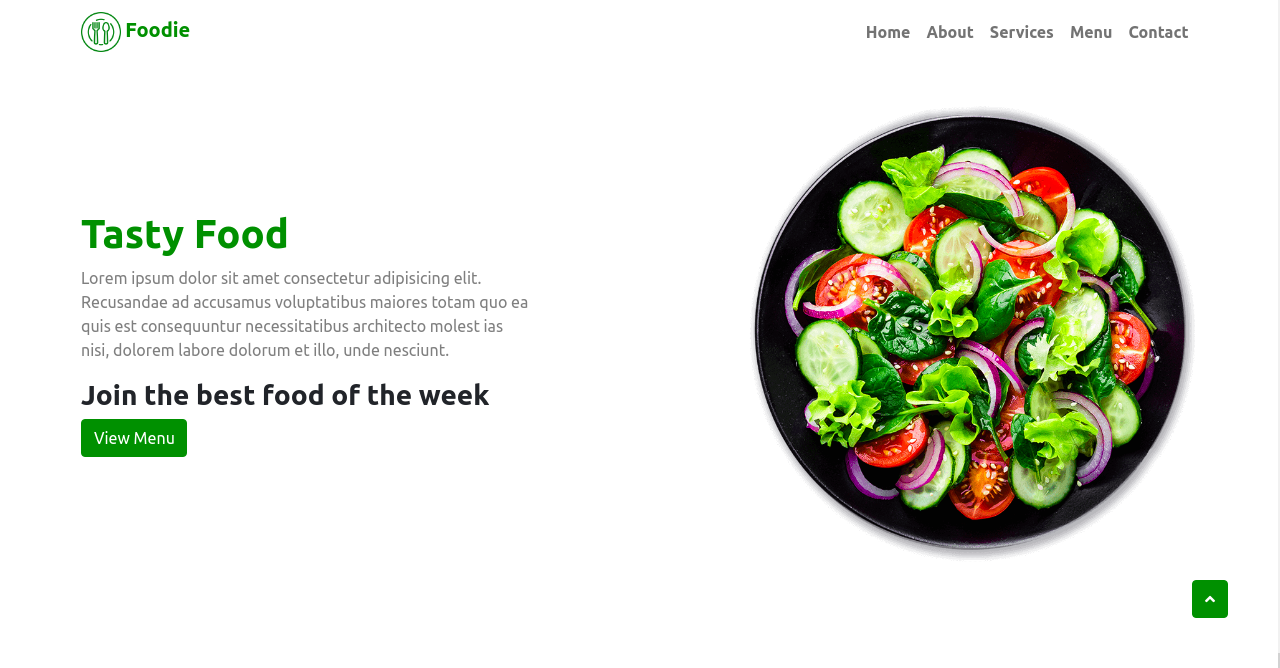 Foodie
Home About Services Menu Contact
Tasty Food
Lorem ipsum dolor sit amet consectetur adipisicing elit.
Recusandae ad accusamus voluptatibus maiores totam quo ea
quis est consequuntur necessitatibus architecto molest ias
nisi, dolorem labore dolorum et illo, unde nesciunt.
Join the best food of the week
View Menu